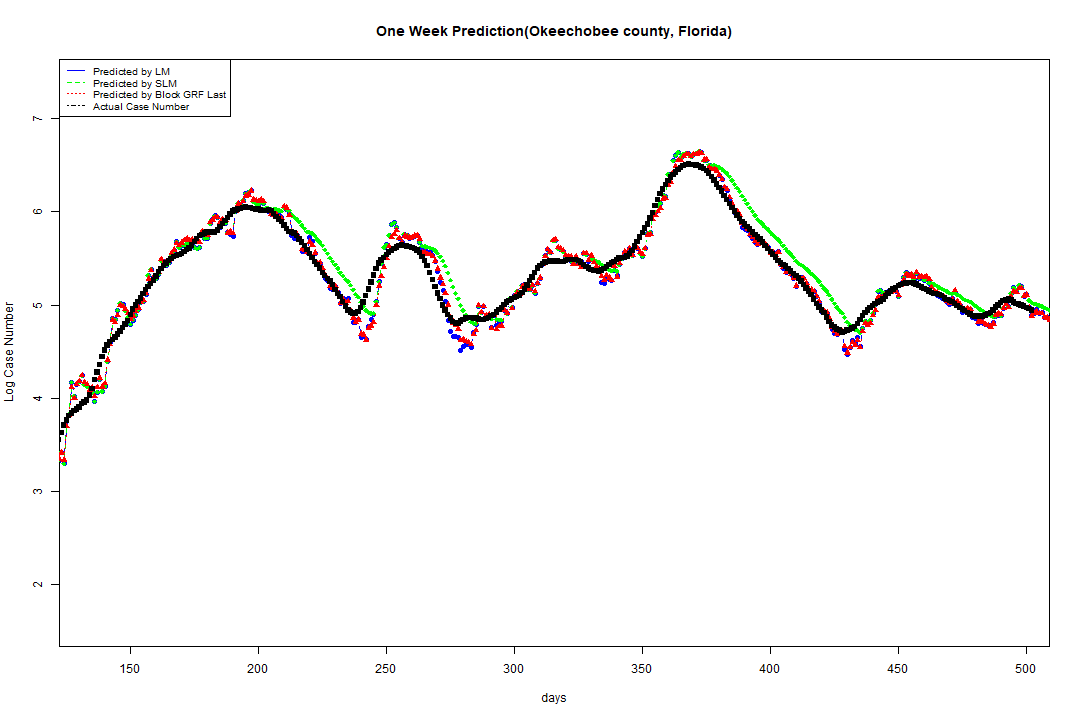 One Week Prediction(Okeechobee county, Florida)
Predicted by LM
Predicted by SLM
Predicted by Block GRF Last
Actual Case Number
7
6
5
4
3
2
Log Case Number
150 200 250 300 350 400 450 500
days